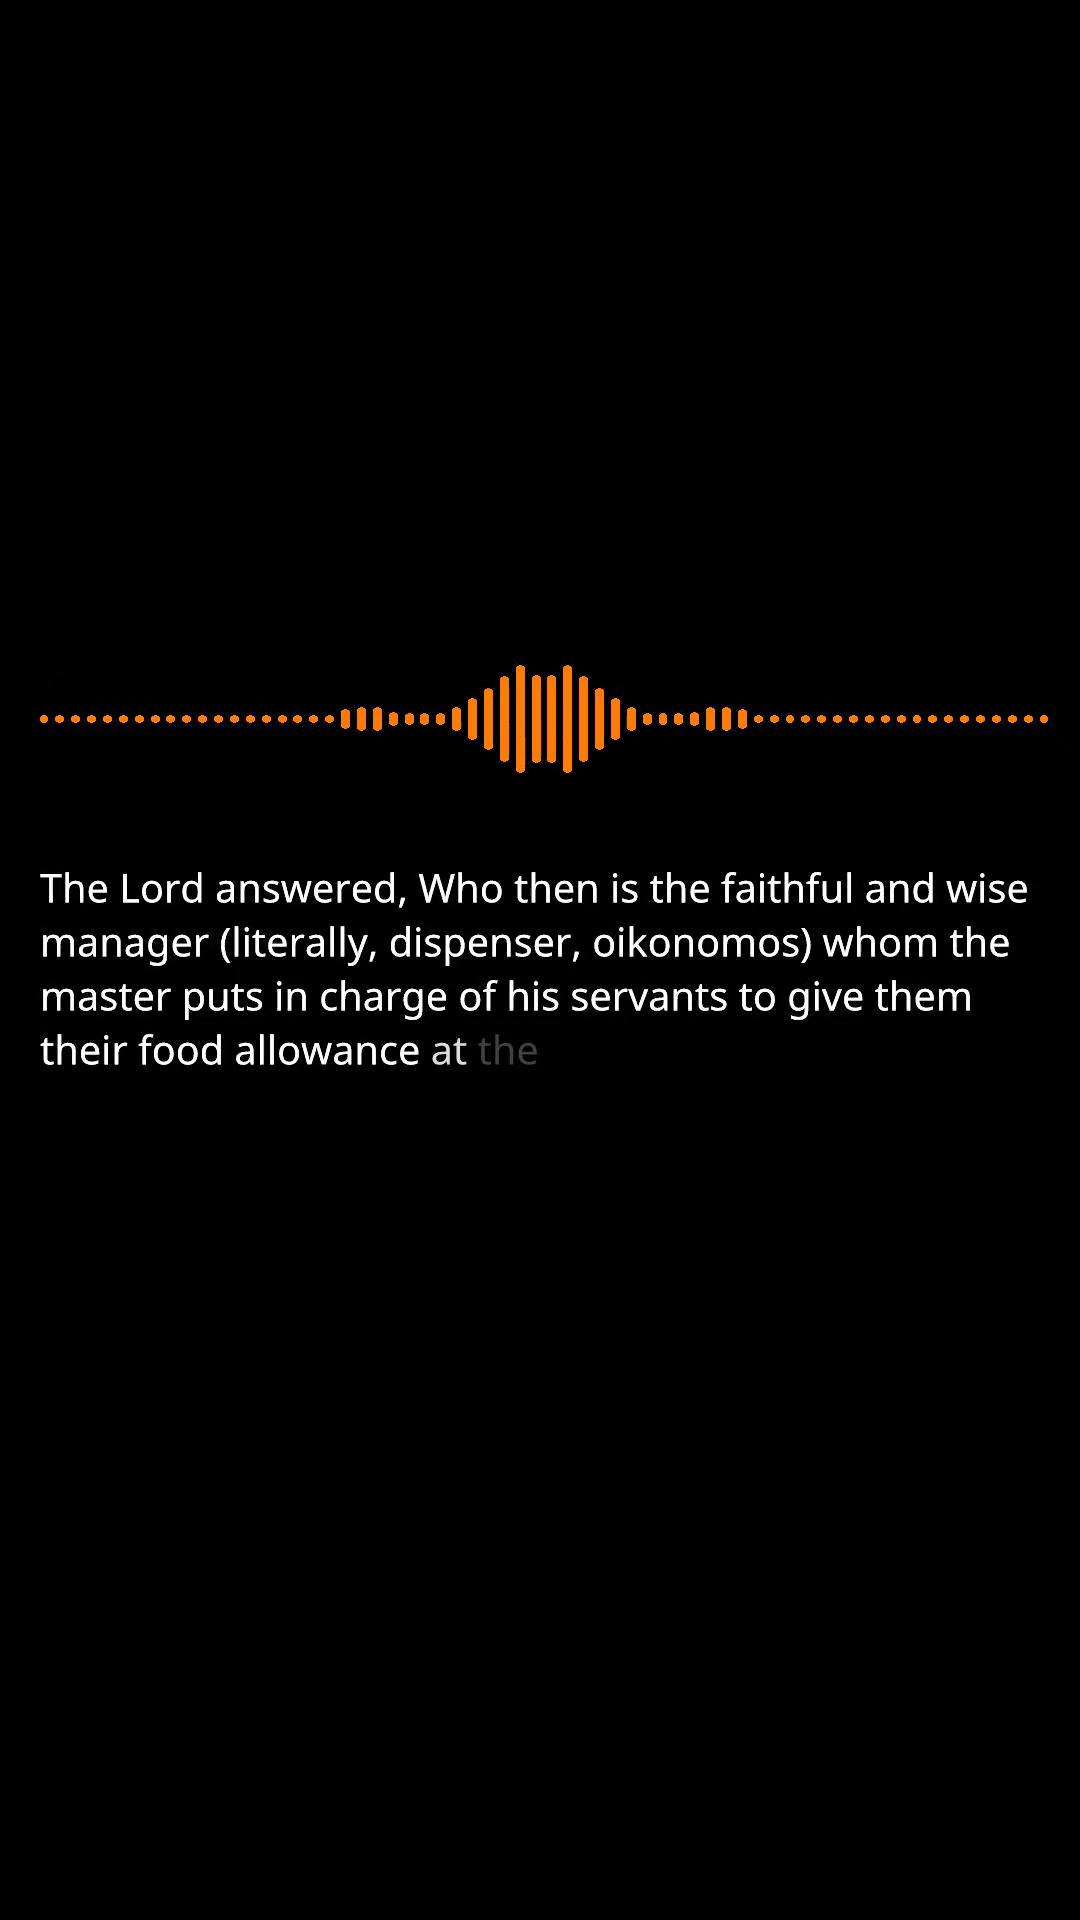 The Lord answered, Who then is the faithful and wise
manager (literally, dispenser, oikonomos) whom the
master puts in charge of his servants to give them
their food allowance at the